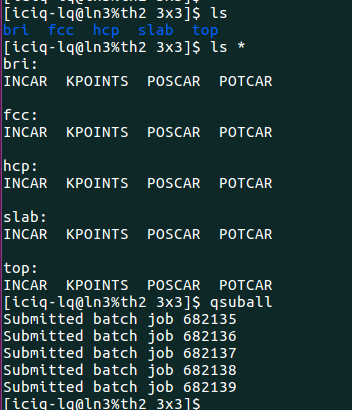 [iciq-lq@ln3%th2 3x3]$ ls
bri  fcc  hcp  slab  top
[iciq-lq@ln3%th2 3x3]$ ls *
bri:
INCAR  KPOINTS  POSCAR  POTCAR
fcc:
INCAR  KPOINTS  POSCAR  POTCAR
hcp:
INCAR  KPOINTS  POSCAR  POTCAR
slab:
INCAR  KPOINTS  POSCAR  POTCAR
top:
INCAR  KPOINTS  POSCAR  POTCAR
[iciq-lq@ln3%th2 3x3]$ qsuball
Submitted batch job 682135
Submitted batch job 682136
Submitted batch job 682137
Submitted batch job 682138
Submitted batch job 682139
[iciq-lq@ln3%th2 3x3]$